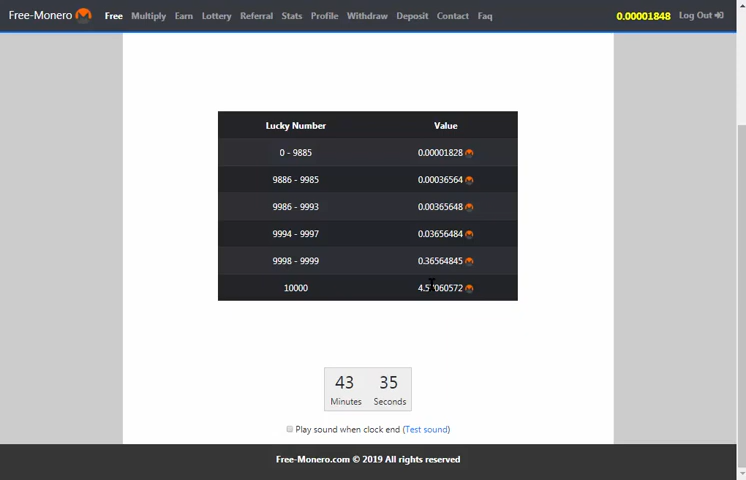 Free-Monero Free Multiply Earn Lottery Referral Stats Profile Withdraw Deposit Contact Faq 0.00001848 Log Out
Lucky Number Value
0 - 9885 0.00001828
9886 - 9985 0.00036564
9986 - 9993 0.00365648
9994 - 9997 0.03656484
9998 - 9999 0.36564845
10000
43 35
Minutes Seconds
Play sound when clock end (Test sound)
Free-Monero.com © 2019 All rights reserved